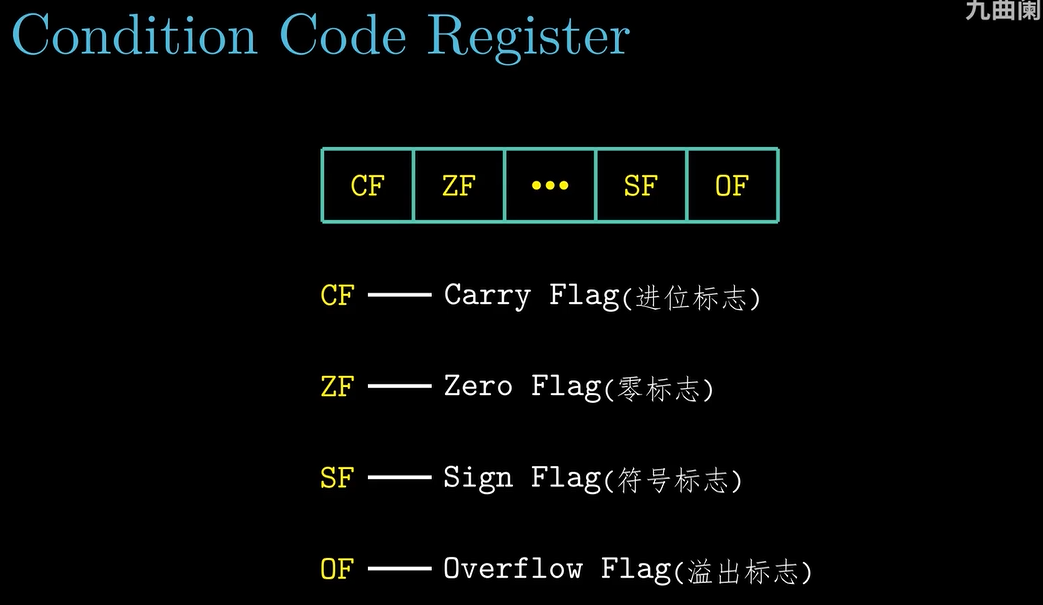 九曲阑
Condition Code Register
CF ZF ••• SF OF
CF — Carry Flag(进位标志)
ZF — Zero Flag(零标志)
SF — Sign Flag(符号标志)
OF — Overflow Flag(溢出标志)